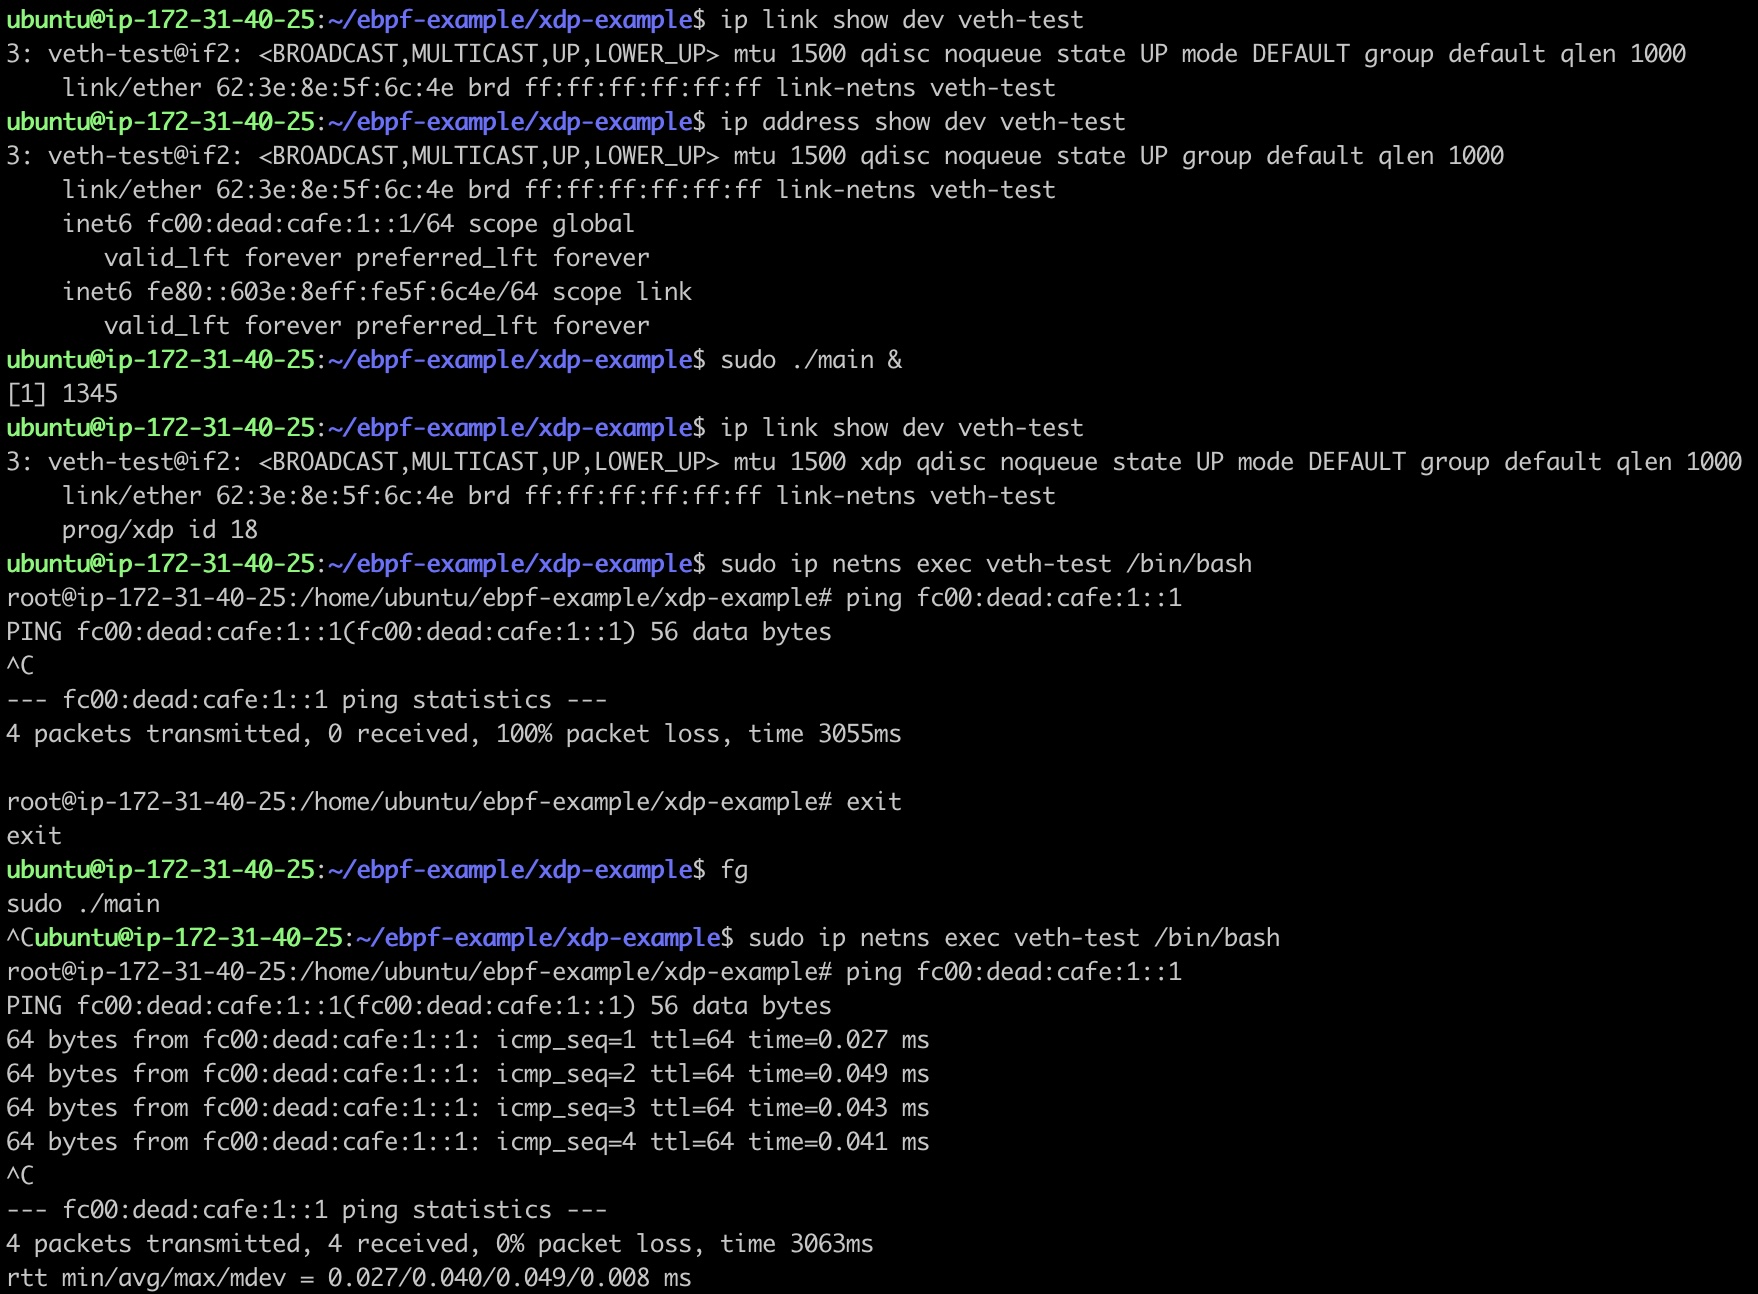 ubuntu@ip-172-31-40-25:~/ebpf-example/xdp-example$ ip link show dev veth-test
3: veth-test@if2: <BROADCAST,MULTICAST,UP,LOWER_UP> mtu 1500 qdisc noqueue state UP mode DEFAULT group default qlen 1000
    link/ether 62:3e:8e:5f:6c:4e brd ff:ff:ff:ff:ff:ff link-netns veth-test
ubuntu@ip-172-31-40-25:~/ebpf-example/xdp-example$ ip address show dev veth-test
3: veth-test@if2: <BROADCAST,MULTICAST,UP,LOWER_UP> mtu 1500 qdisc noqueue state UP group default qlen 1000
    link/ether 62:3e:8e:5f:6c:4e brd ff:ff:ff:ff:ff:ff link-netns veth-test
    inet6 fc00:dead:cafe:1::1/64 scope global
       valid_lft forever preferred_lft forever
    inet6 fe80::603e:8eff:fe5f:6c4e/64 scope link
       valid_lft forever preferred_lft forever
ubuntu@ip-172-31-40-25:~/ebpf-example/xdp-example$ sudo ./main &
[1] 1345
ubuntu@ip-172-31-40-25:~/ebpf-example/xdp-example$ ip link show dev veth-test
3: veth-test@if2: <BROADCAST,MULTICAST,UP,LOWER_UP> mtu 1500 xdp qdisc noqueue state UP mode DEFAULT group default qlen 1000
    link/ether 62:3e:8e:5f:6c:4e brd ff:ff:ff:ff:ff:ff link-netns veth-test
    prog/xdp id 18
ubuntu@ip-172-31-40-25:~/ebpf-example/xdp-example$ sudo ip netns exec veth-test /bin/bash
root@ip-172-31-40-25:/home/ubuntu/ebpf-example/xdp-example# ping fc00:dead:cafe:1::1
PING fc00:dead:cafe:1::1(fc00:dead:cafe:1::1) 56 data bytes
^C
--- fc00:dead:cafe:1::1 ping statistics ---
4 packets transmitted, 0 received, 100% packet loss, time 3055ms

root@ip-172-31-40-25:/home/ubuntu/ebpf-example/xdp-example# exit
exit
ubuntu@ip-172-31-40-25:~/ebpf-example/xdp-example$ fg
sudo ./main
^Cubuntu@ip-172-31-40-25:~/ebpf-example/xdp-example$ sudo ip netns exec veth-test /bin/bash
root@ip-172-31-40-25:/home/ubuntu/ebpf-example/xdp-example# ping fc00:dead:cafe:1::1
PING fc00:dead:cafe:1::1(fc00:dead:cafe:1::1) 56 data bytes
64 bytes from fc00:dead:cafe:1::1: icmp_seq=1 ttl=64 time=0.027 ms
64 bytes from fc00:dead:cafe:1::1: icmp_seq=2 ttl=64 time=0.049 ms
64 bytes from fc00:dead:cafe:1::1: icmp_seq=3 ttl=64 time=0.043 ms
64 bytes from fc00:dead:cafe:1::1: icmp_seq=4 ttl=64 time=0.041 ms
^C
--- fc00:dead:cafe:1::1 ping statistics ---
4 packets transmitted, 4 received, 0% packet loss, time 3063ms
rtt min/avg/max/mdev = 0.027/0.040/0.049/0.008 ms